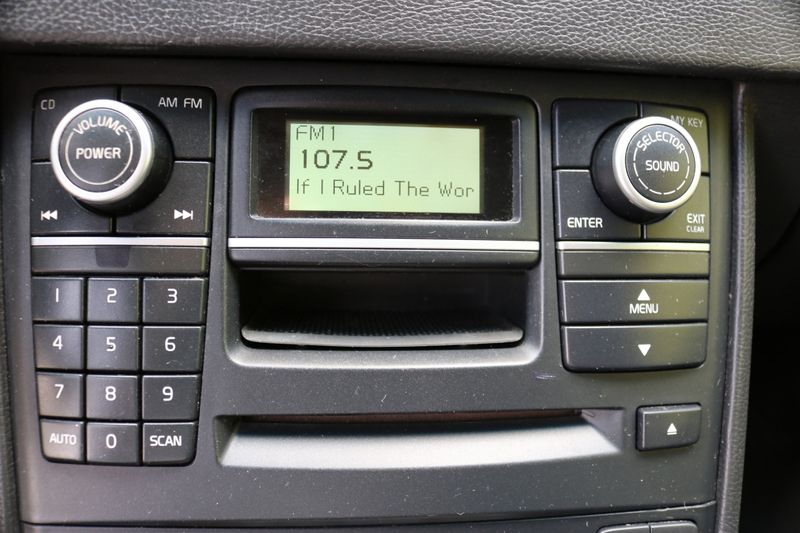 CD
AM FM
VOLUME
POWER
FM1
107.5
If I Ruled The Wor
MY KEY
SELECTOR
SOUND
ENTER
EXIT
CLEAR
1 2 3
4 5 6
7 8 9
AUTO 0 SCAN
MENU